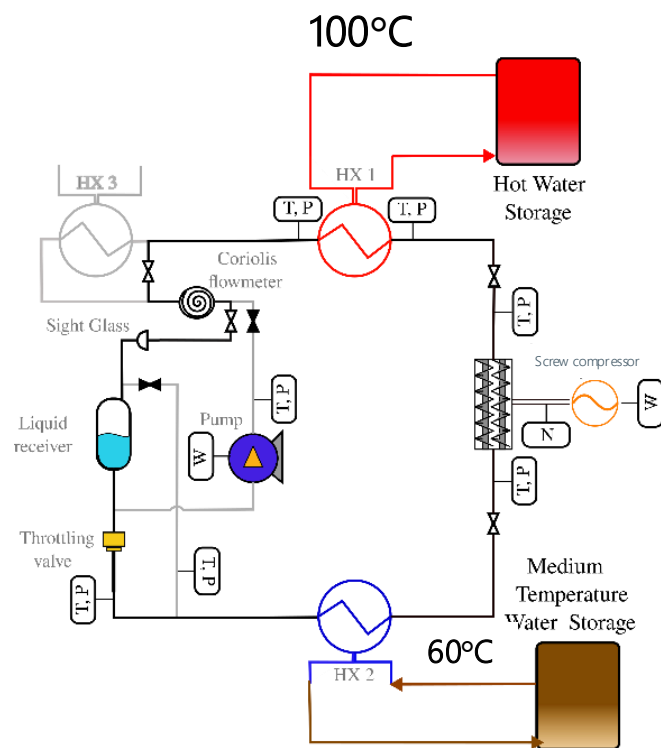 100°C
HX 3
HX 1
Hot Water
Storage
T, P
T, P
Coriolis
flowmeter
Sight Glass
T, P
Screw compressor
T, P
Liquid
receiver
Pump
W
W
N
T, P
Throttling
valve
T, P
T, P
Medium
Temperature
Water Storage
60°C
HX 2